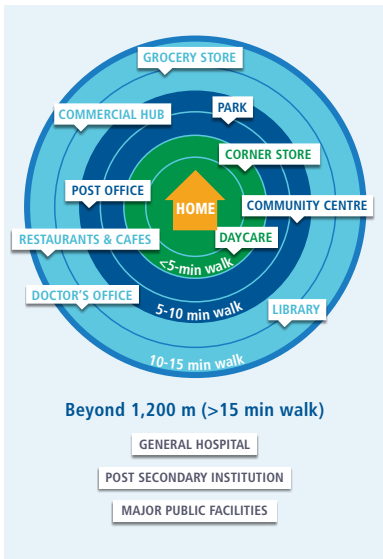 GROCERY STORE
COMMERCIAL HUB
PARK
CORNER STORE
POST OFFICE
HOME
COMMUNITY CENTRE
RESTAURANTS & CAFES
DAYCARE
<5-min walk
DOCTOR'S OFFICE
5-10 min walk
LIBRARY
10-15 min walk
Beyond 1,200 m (>15 min walk)
GENERAL HOSPITAL
POST SECONDARY INSTITUTION
MAJOR PUBLIC FACILITIES